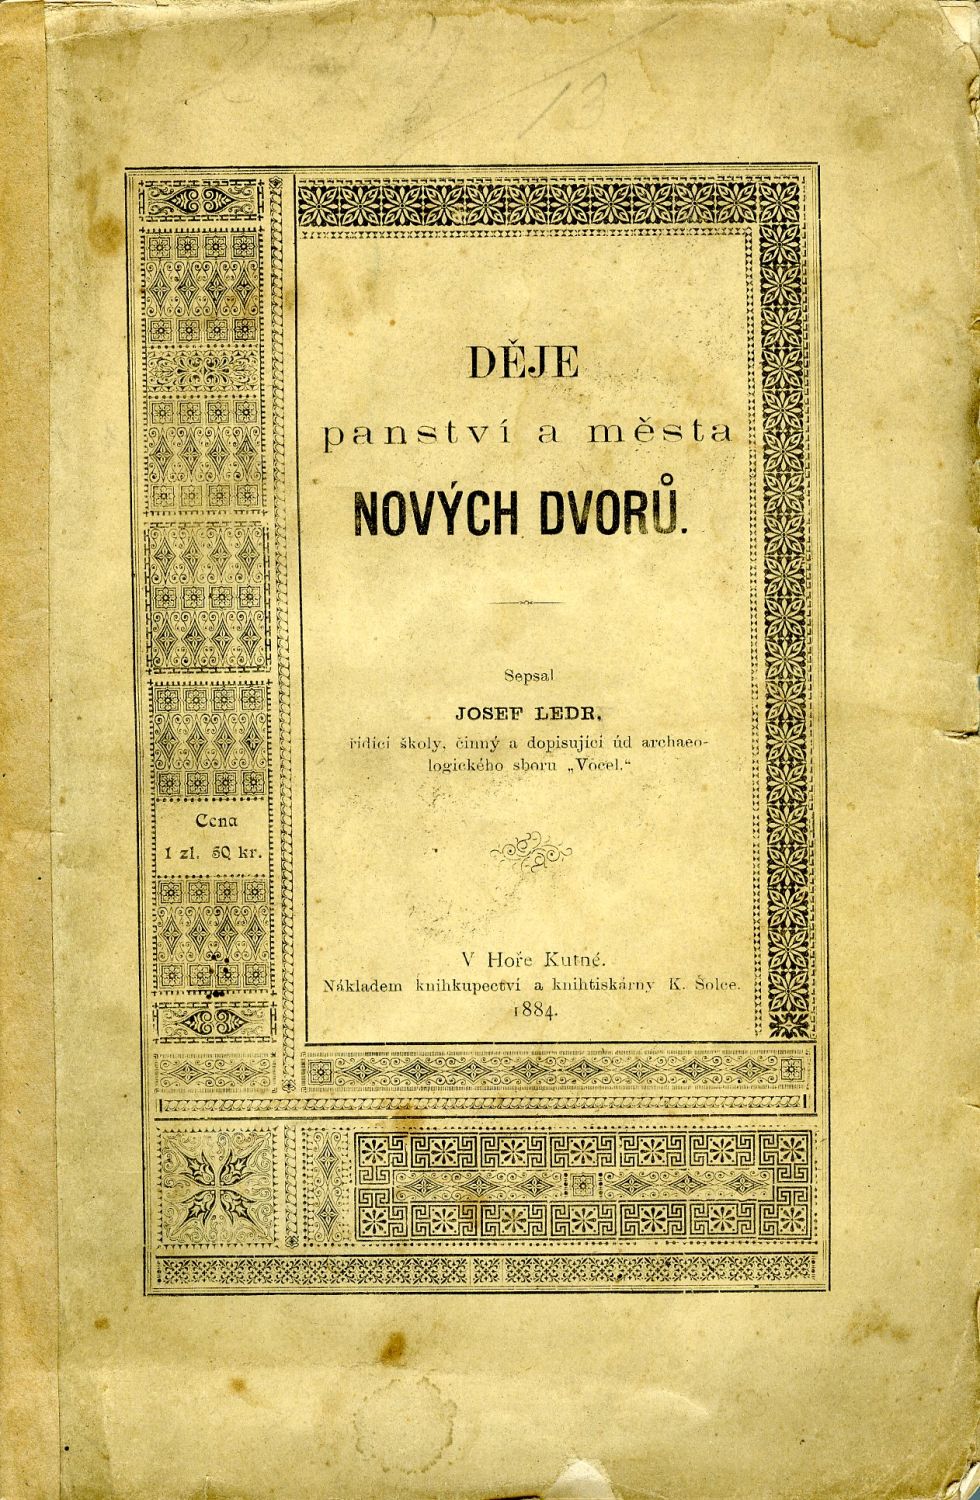 13
DĚJE
panství a města
NOVÝCH DVORŮ.
Sepsal
JOSEF LEDR,
řídící školy, činný a dopisující úd archaeo-
logického sboru „Vocel.“
Cena
1 zl. 50 kr.
V Hoře Kutné.
Nákladem knihkupectví a knihtiskárny K. Šolce.
1884.